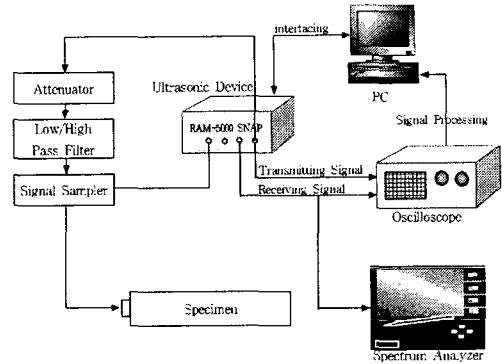 interfacing
Attenuator
Ultrasonic Device
PC
Low/High
Pass Filter
RAM-5000 SNAP
Signal Processing
Signal Sampler
Transmitting Signal
Receiving Signal
Oscilloscope
Specimen
Spectrum Analyzer